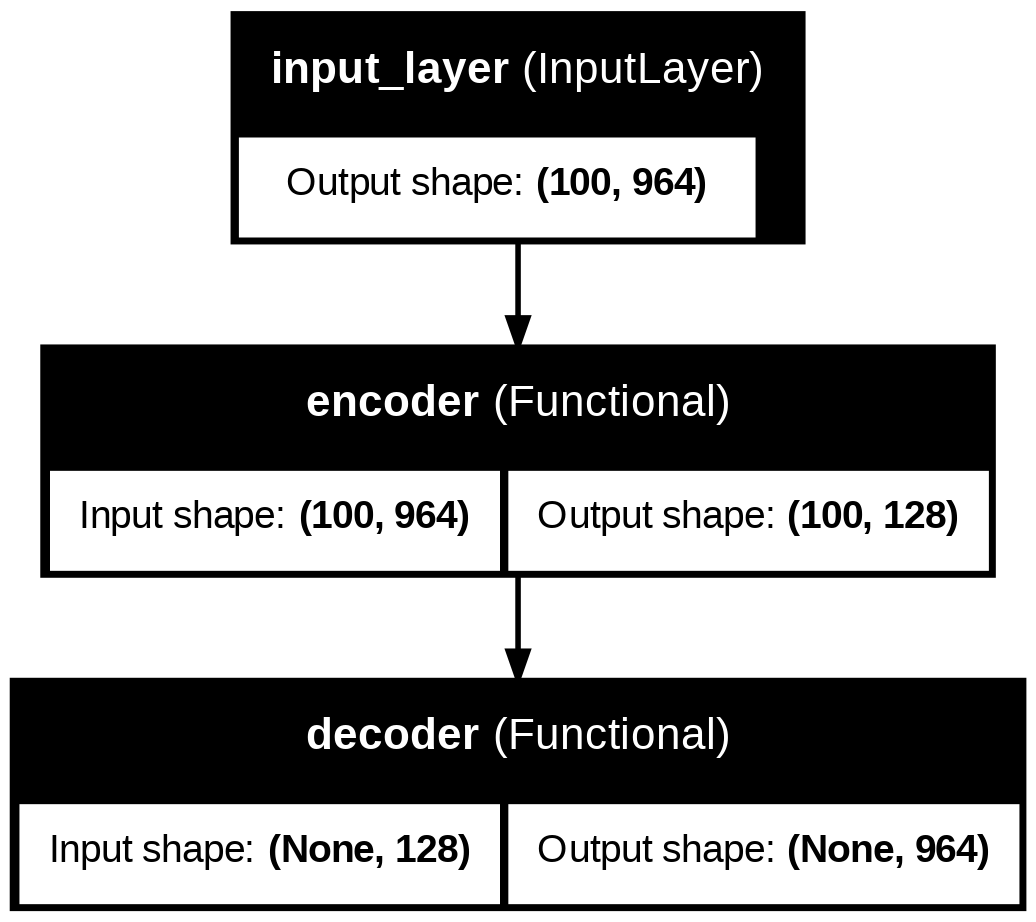 input_layer (InputLayer)
Output shape: (100, 964)
encoder (Functional)
Input shape: (100, 964)
Output shape: (100, 128)
decoder (Functional)
Input shape: (None, 128)
Output shape: (None, 964)